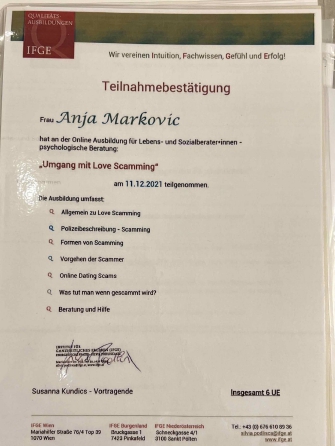 QUALITÄTS-
AUSBILDUNGEN
IFGE
Wir vereinen Intuition, Fachwissen, Gefühl und Erfolg!
Teilnahmebestätigung
Frau Anja Markovic
hat an der Online Ausbildung für Lebens- und Sozialberater*innen -
psychologische Beratung:
„Umgang mit Love Scamming“
am 11.12.2021 teilgenommen.
Die Ausbildung umfasst:
Allgemein zu Love Scamming
Polizeibeschreibung - Scamming
Formen von Scamming
Vorgehen der Scammer
Online Dating Scams
Was tut man wenn gescammt wird?
Beratung und Hilfe
Susanna Kundics - Vortragende
Insgesamt 6 UE
IFGE Wien
Mariahilfer Straße 76/4 Top 39
1070 Wien
IFGE Burgenland
Bruckgasse 1
7423 Pinkafeld
IFGE Niederösterreich
Schneckgasse 4/1
3100 Sankt Pölten
Tel.: +43 (0) 676 610 59 36
www.ifge.at